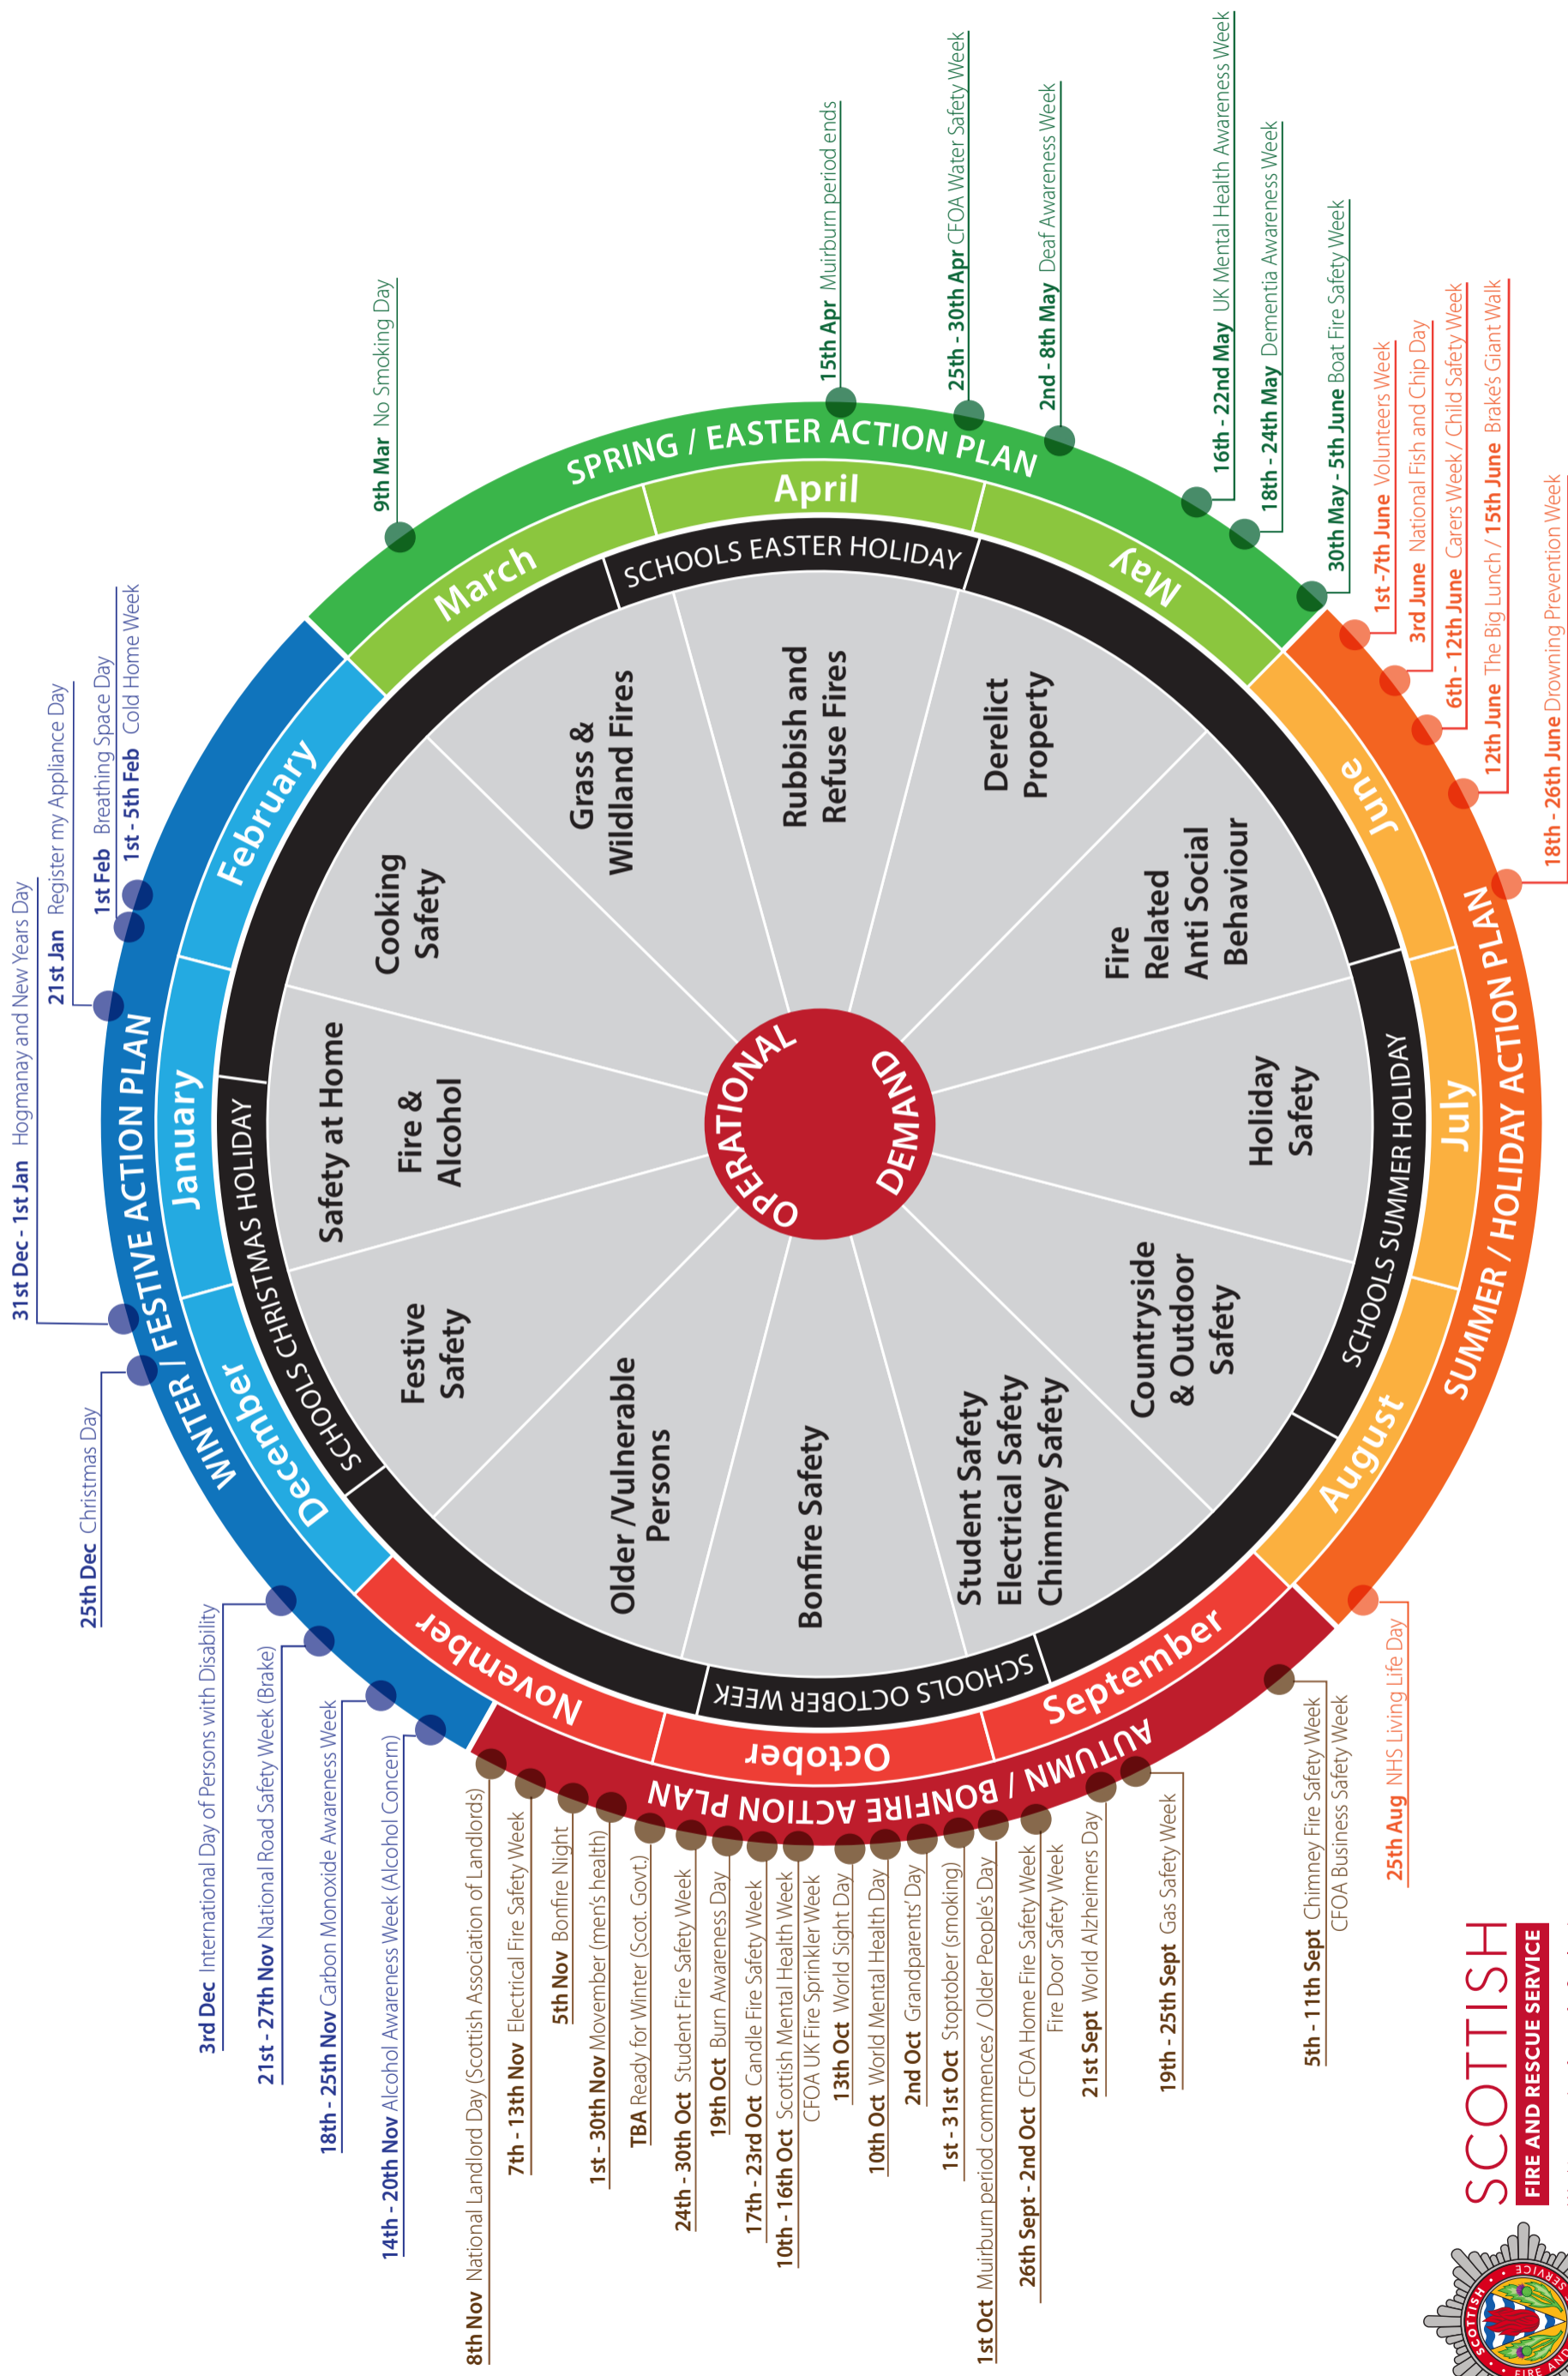 31st Dec - 1st Jan Hogmanay and New Years Day
21st Jan Register my Appliance Day
1st Feb Breathing Space Day
1st - 5th Feb Cold Home Week
9th Mar No Smoking Day
15th Apr Muirburn period ends
25th - 30th Apr CFOA Water Safety Week
2nd - 8th May Deaf Awareness Week
16th - 22nd May UK Mental Health Awareness Week
18th - 24th May Dementia Awareness Week
30th May - 5th June Boat Fire Safety Week
1st -7th June Volunteers Week
3rd June National Fish and Chip Day
6th - 12th June Carers Week / Child Safety Week
12th June The Big Lunch / 15th June Brake's Giant Walk
18th - 26th June Drowning Prevention Week
25th Aug NHS Living Life Day
5th - 11th Sept Chimney Fire Safety Week
CFOA Business Safety Week
19th - 25th Sept Gas Safety Week
21st Sept World Alzheimers Day
26th Sept - 2nd Oct CFOA Home Fire Safety Week
Fire Door Safety Week
1st Oct Muirburn period commences / Older People's Day
1st - 31st Oct Stoptober (smoking)
2nd Oct Grandparents' Day
10th Oct World Mental Health Day
13th Oct World Sight Day
10th - 16th Oct Scottish Mental Health Week
CFOA UK Fire Sprinkler Week
17th - 23rd Oct Candle Fire Safety Week
19th Oct Burn Awareness Day
24th - 30th Oct Student Fire Safety Week
TBA Ready for Winter (Scot. Govt.)
1st - 30th Nov Movember (men's health)
5th Nov Bonfire Night
7th - 13th Nov Electrical Fire Safety Week
8th Nov National Landlord Day (Scottish Association of Landlords)
14th - 20th Nov Alcohol Awareness Week (Alcohol Concern)
18th - 25th Nov Carbon Monoxide Awareness Week
21st - 27th Nov National Road Safety Week (Brake)
3rd Dec International Day of Persons with Disability
25th Dec Christmas Day
WINTER / FESTIVE ACTION PLAN
SPRING / EASTER ACTION PLAN
SUMMER / HOLIDAY ACTION PLAN
AUTUMN / BONFIRE ACTION PLAN
January
February
March
April
May
June
July
August
September
October
November
December
SCHOOLS CHRISTMAS HOLIDAY
SCHOOLS EASTER HOLIDAY
SCHOOLS SUMMER HOLIDAY
SCHOOLS OCTOBER WEEK
Safety at Home
Fire &
Alcohol
Cooking
Safety
Grass &
Wildland Fires
Rubbish and
Refuse Fires
Derelict
Property
Fire
Related
Anti Social
Behaviour
Holiday
Safety
Countryside
& Outdoor
Safety
Student Safety
Electrical Safety
Chimney Safety
Bonfire Safety
Older /Vulnerable
Persons
Festive
Safety
OPERATIONAL
DEMAND
SCOTTISH
FIRE AND RESCUE SERVICE
SCOTTISH
SERVICE
FIRE AND